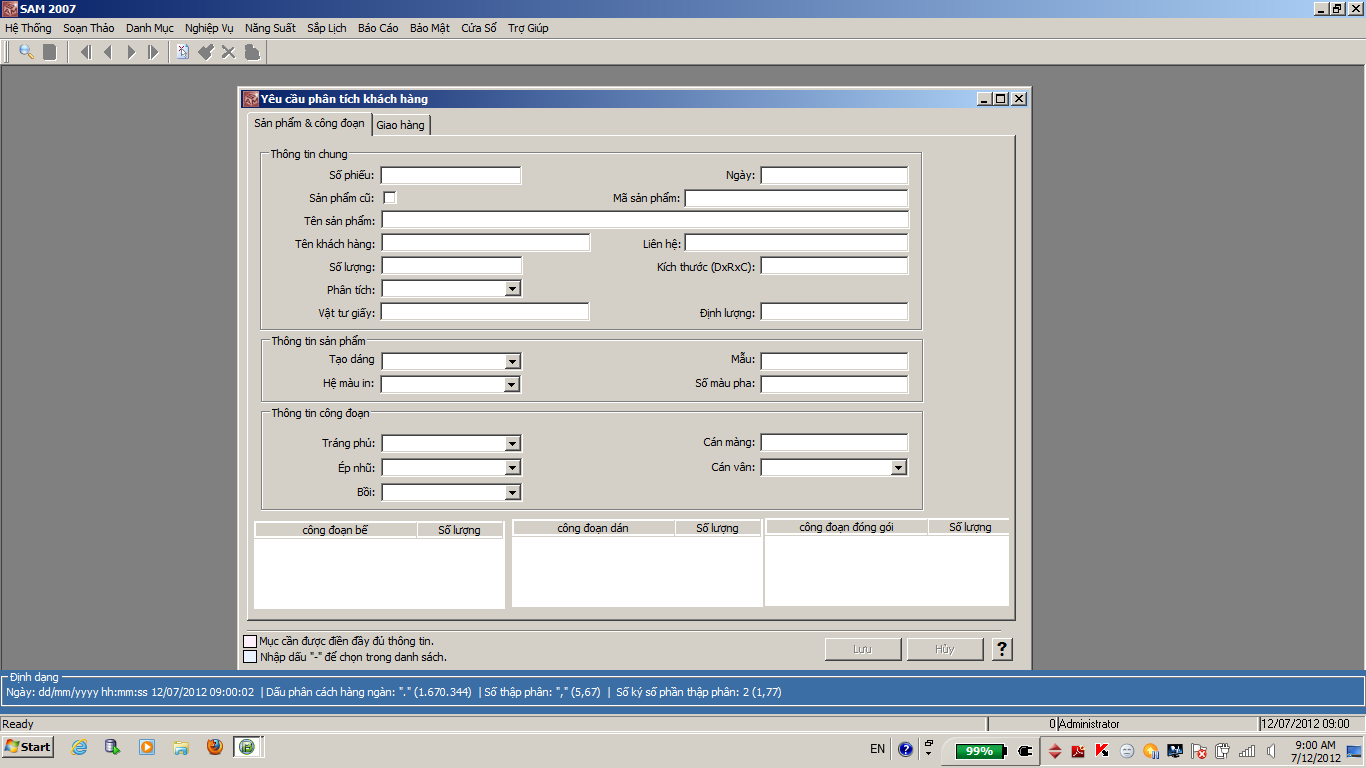 SAM 2007
Hệ Thống Soạn Thảo Danh Mục Nghiệp Vụ Năng Suất Sắp Lịch Báo Cáo Bảo Mật Cửa Sổ Trợ Giúp
Yêu cầu phân tích khách hàng
Sản phẩm & công đoạn Giao hàng
Thông tin chung
Số phiếu: Ngày:
Sản phẩm cũ: Mã sản phẩm:
Tên sản phẩm:
Tên khách hàng: Liên hệ:
Số lượng: Kích thước (DxRxC):
Phân tích:
Vật tư giấy: Định lượng:
Thông tin sản phẩm
Tạo dáng Mẫu:
Hệ màu in: Số màu pha:
Thông tin công đoạn
Tráng phủ: Cán màng:
Ép nhũ: Cán vân:
Bồi:
công đoạn bế Số lượng công đoạn dán Số lượng công đoạn đóng gói Số lượng
Mục cần được điền đầy đủ thông tin.
Nhập dấu "-" để chọn trong danh sách.
Lưu Hủy ?
Định dạng
Ngày: dd/mm/yyyy hh:mm:ss 12/07/2012 09:00:02 | Dấu phân cách hàng ngàn: "." (1.670.344) | Số thập phân: "," (5,67) | Số ký số phần thập phân: 2 (1,77)
Ready 0 Administrator 12/07/2012 09:00
Start EN ? 99% 9:00 AM
7/12/2012